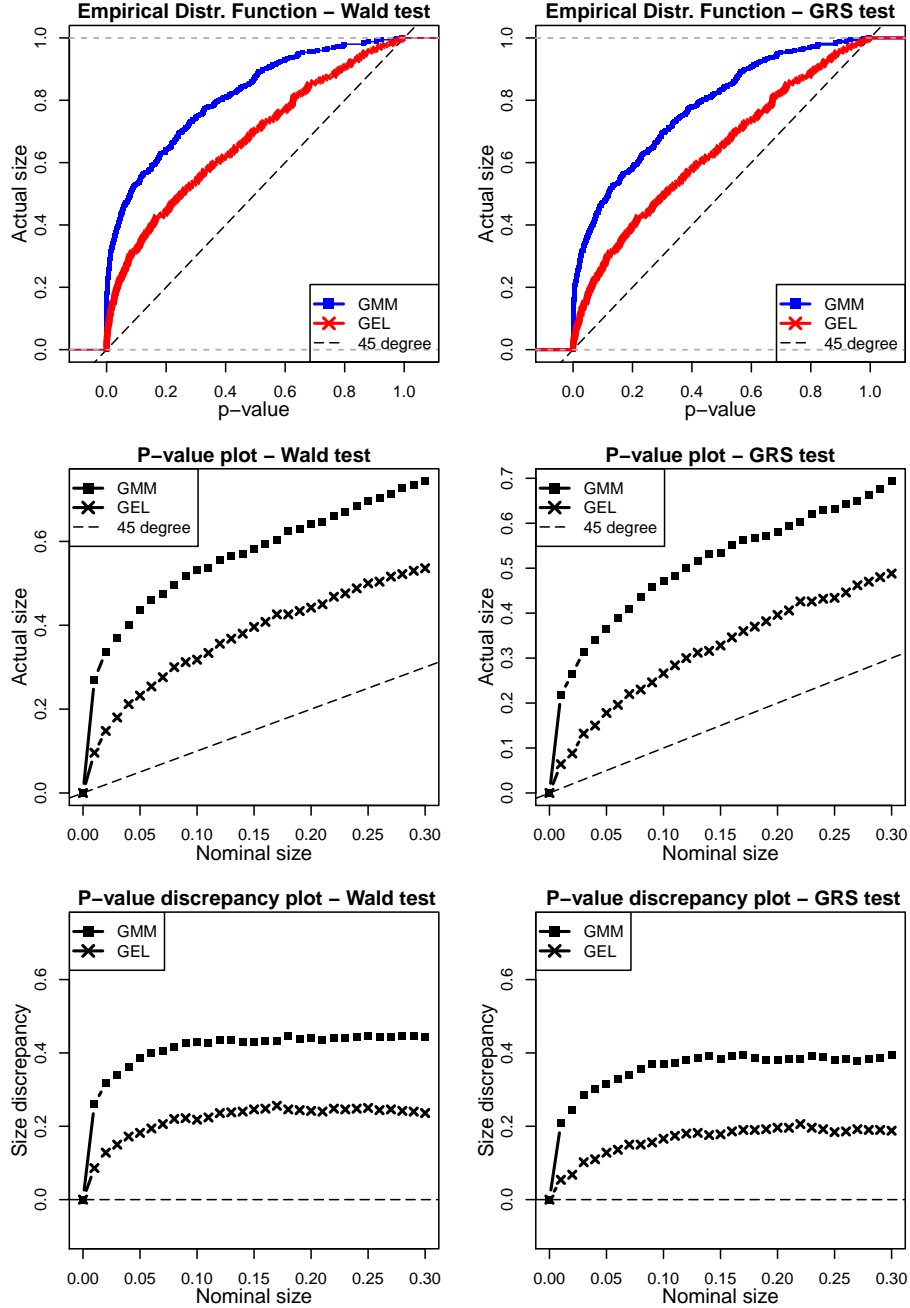 Empirical Distr. Function − Wald test
Actual size
0.0 0.2 0.4 0.6 0.8 1.0
GMM
GEL
45 degree
0.0 0.2 0.4 0.6 0.8 1.0
p−value
Empirical Distr. Function − GRS test
Actual size
0.0 0.2 0.4 0.6 0.8 1.0
GMM
GEL
45 degree
0.0 0.2 0.4 0.6 0.8 1.0
p−value
P−value plot − Wald test
Actual size
0.0 0.2 0.4 0.6
GMM
GEL
45 degree
0.00 0.05 0.10 0.15 0.20 0.25 0.30
Nominal size
P−value plot − GRS test
Actual size
0.0 0.1 0.2 0.3 0.4 0.5 0.6 0.7
GMM
GEL
45 degree
0.00 0.05 0.10 0.15 0.20 0.25 0.30
Nominal size
P−value discrepancy plot − Wald test
Size discrepancy
0.0 0.2 0.4 0.6
GMM
GEL
0.00 0.05 0.10 0.15 0.20 0.25 0.30
Nominal size
P−value discrepancy plot − GRS test
Size discrepancy
0.0 0.2 0.4 0.6
GMM
GEL
0.00 0.05 0.10 0.15 0.20 0.25 0.30
Nominal size